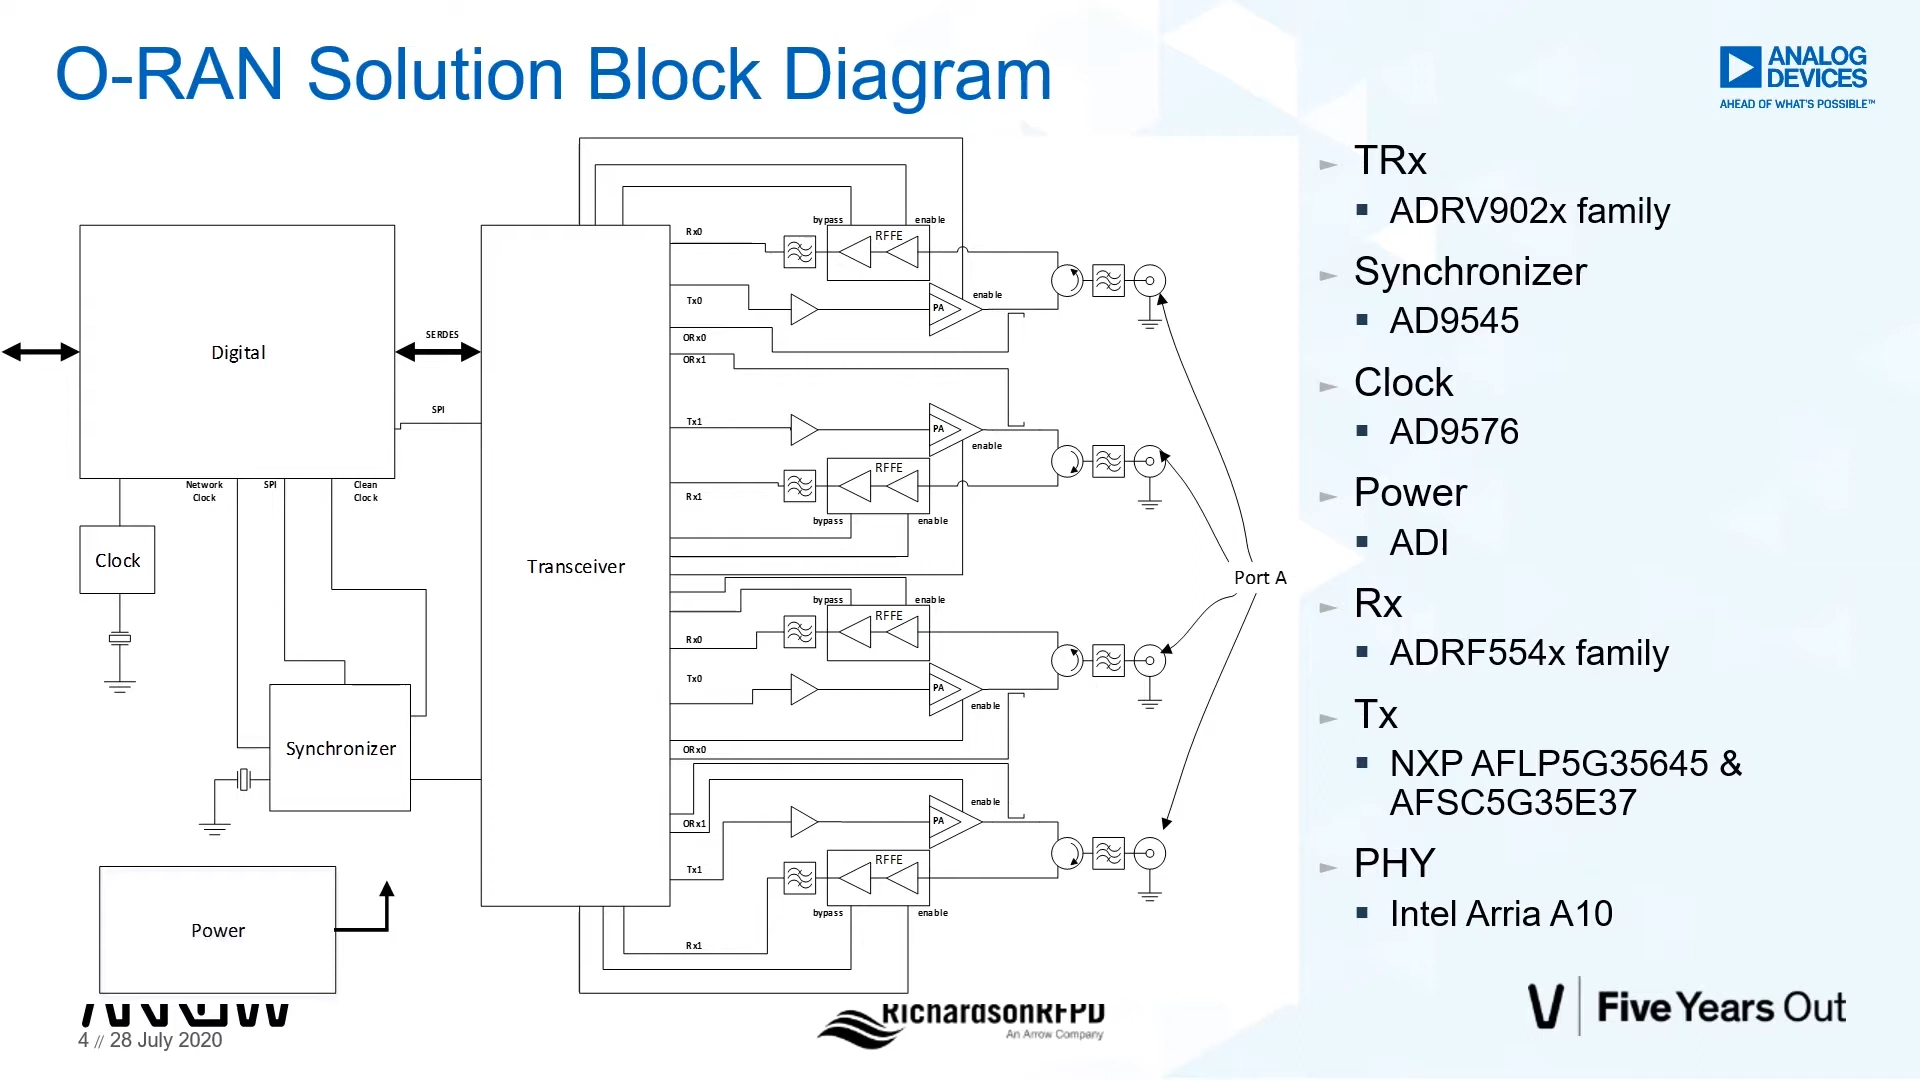 O-RAN Solution Block Diagram
ANALOG
DEVICES
AHEAD OF WHAT'S POSSIBLE™
Digital
SERDES
SPI
Network
Clock
SPI
Clean
Clock
Clock
Synchronizer
Power
Transceiver
bypass
enable
RFFE
Rx0
Tx0
PA
enable
ORx0
ORx1
Tx1
PA
enable
RFFE
Rx1
bypass
enable
bypass
enable
RFFE
Rx0
Tx0
PA
enable
ORx0
ORx1
enable
PA
Tx1
RFFE
bypass
enable
Rx1
Port A
► TRx
▪ ADRV902x family
► Synchronizer
▪ AD9545
► Clock
▪ AD9576
► Power
▪ ADI
► Rx
▪ ADRF554x family
► Tx
▪ NXP AFLP5G35645 &
AFSC5G35E37
► PHY
▪ Intel Arria A10
ARROW
4 // 28 July 2020
RichardsonRFPD
An Arrow Company
Five Years Out